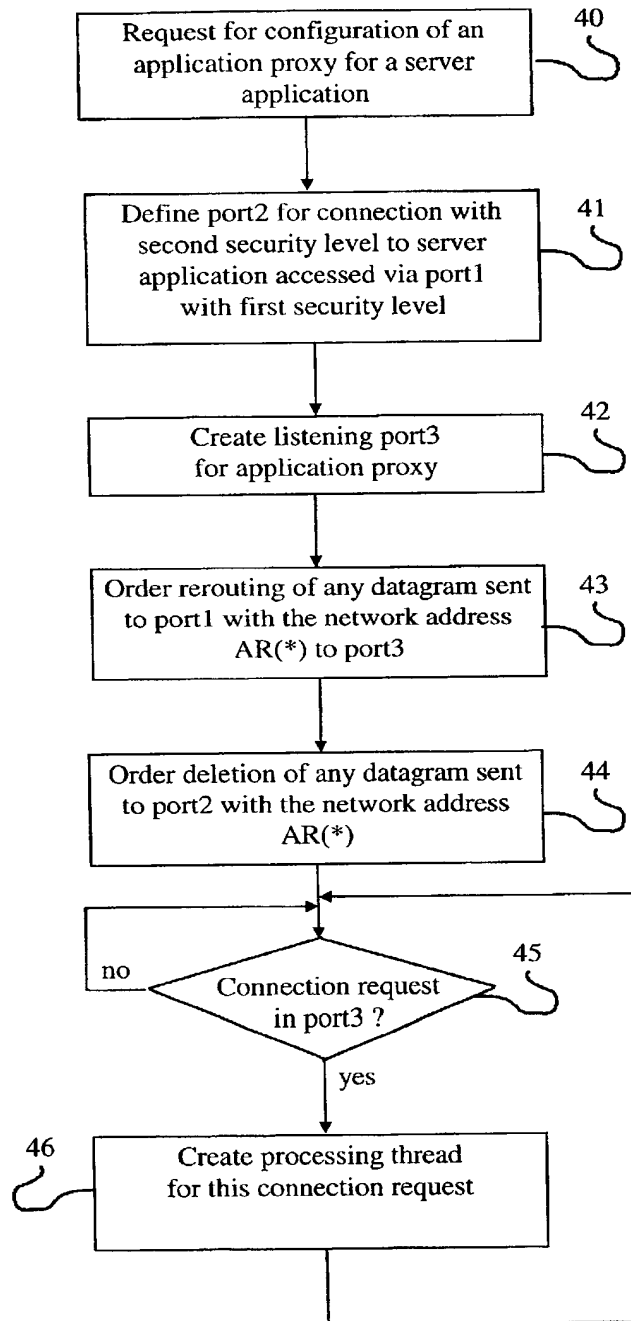 Request for configuration of an
application proxy for a server
application
40
Define port2 for connection with
second security level to server
application accessed via port1
with first security level
41
Create listening port3
for application proxy
42
Order rerouting of any datagram sent
to port1 with the network address
AR(*) to port3
43
Order deletion of any datagram sent
to port2 with the network address
AR(*)
44
no
Connection request
in port3 ?
45
yes
46
Create processing thread
for this connection request